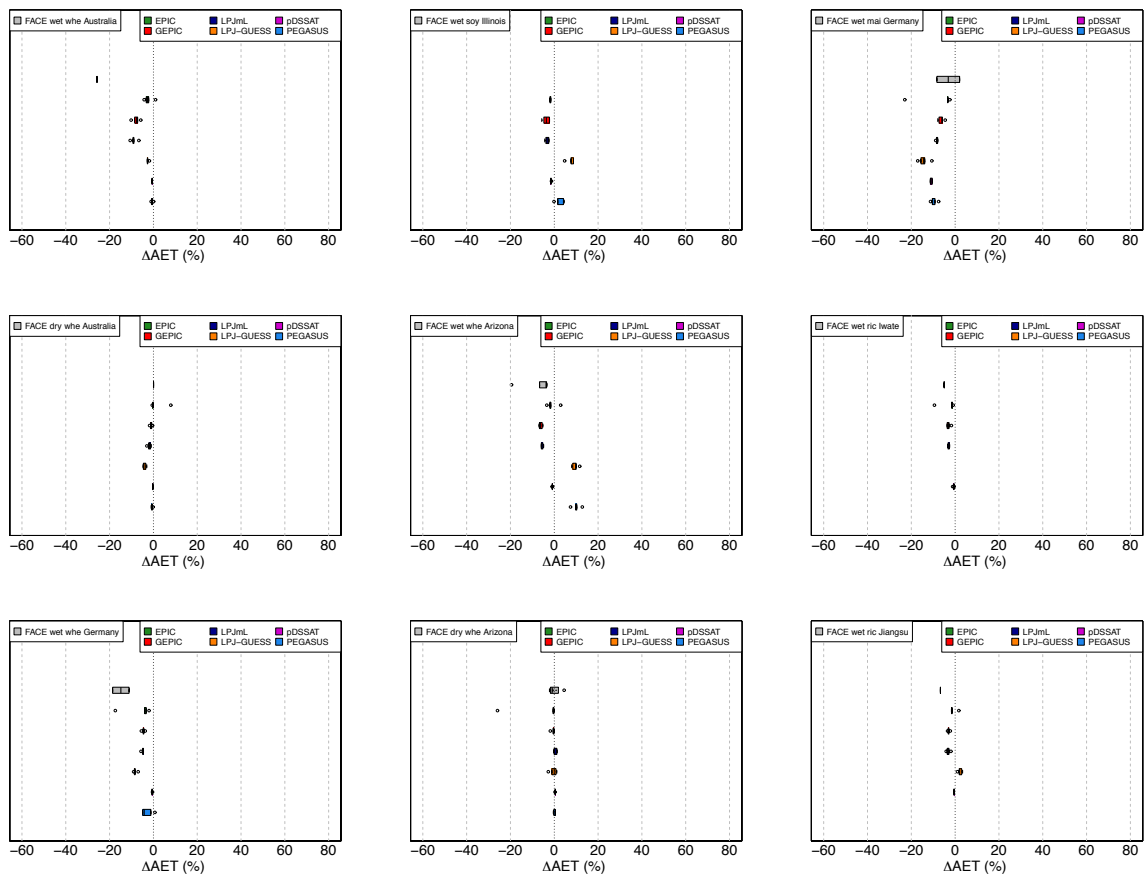 FACE wet whe Australia
EPIC LPJmL pDSSAT
GEPIC LPJ−GUESS PEGASUS
−60 −40 −20 0 20 40 60 80
ΔAET (%)
FACE wet soy Illinois
EPIC LPJmL pDSSAT
GEPIC LPJ−GUESS PEGASUS
−60 −40 −20 0 20 40 60 80
ΔAET (%)
FACE wet mai Germany
EPIC LPJmL pDSSAT
GEPIC LPJ−GUESS PEGASUS
−60 −40 −20 0 20 40 60 80
ΔAET (%)
FACE dry whe Australia
EPIC LPJmL pDSSAT
GEPIC LPJ−GUESS PEGASUS
−60 −40 −20 0 20 40 60 80
ΔAET (%)
FACE wet whe Arizona
EPIC LPJmL pDSSAT
GEPIC LPJ−GUESS PEGASUS
−60 −40 −20 0 20 40 60 80
ΔAET (%)
FACE wet ric Iwate
EPIC LPJmL pDSSAT
GEPIC LPJ−GUESS PEGASUS
−60 −40 −20 0 20 40 60 80
ΔAET (%)
FACE wet whe Germany
EPIC LPJmL pDSSAT
GEPIC LPJ−GUESS PEGASUS
−60 −40 −20 0 20 40 60 80
ΔAET (%)
FACE dry whe Arizona
EPIC LPJmL pDSSAT
GEPIC LPJ−GUESS PEGASUS
−60 −40 −20 0 20 40 60 80
ΔAET (%)
FACE wet ric Jiangsu
EPIC LPJmL pDSSAT
GEPIC LPJ−GUESS PEGASUS
−60 −40 −20 0 20 40 60 80
ΔAET (%)